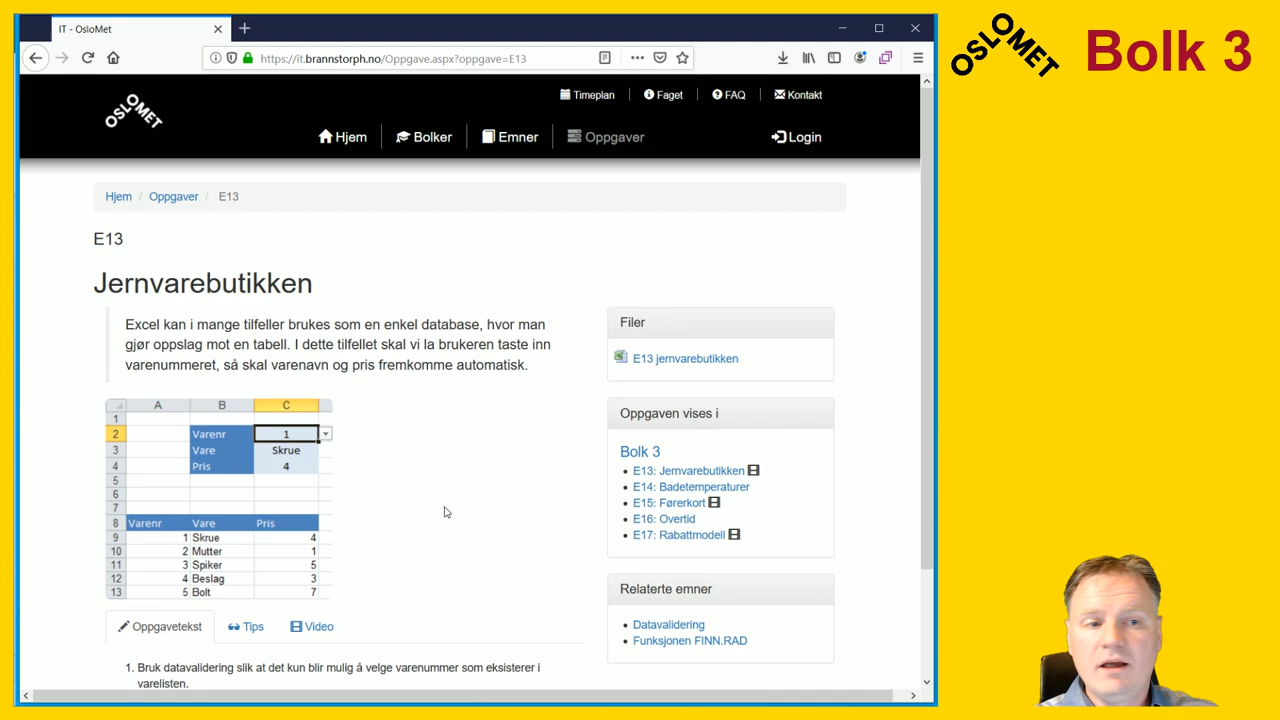 IT - OsloMet
https://it.brannstorph.no/Oppgave.aspx?oppgave=E13
OSLOMET
Bolk 3
OSLOMET
Timeplan
Faget
FAQ
Kontakt
Hjem
Bolker
Emner
Oppgaver
Login
Hjem / Oppgaver / E13
E13
Jernvarebutikken
Excel kan i mange tilfeller brukes som en enkel database, hvor man
gjør oppslag mot en tabell. I dette tilfellet skal vi la brukeren taste inn
varenummeret, så skal varenavn og pris fremkomme automatisk.
A B C
1
2 Varenr 1
3 Vare Skrue
4 Pris 4
5
6
7
8 Varenr Vare Pris
9 1 Skrue 4
10 2 Mutter 1
11 3 Spiker 5
12 4 Beslag 3
13 5 Bolt 7
Oppgavetekst
Tips
Video
1. Bruk datavalidering slik at det kun blir mulig å velge varenummer som eksisterer i
varelisten.
Filer
E13 jernvarebutikken
Oppgaven vises i
Bolk 3
• E13: Jernvarebutikken
• E14: Badetemperaturer
• E15: Førerkort
• E16: Overtid
• E17: Rabattmodell
Relaterte emner
Datavalidering
Funksjonen FINN.RAD